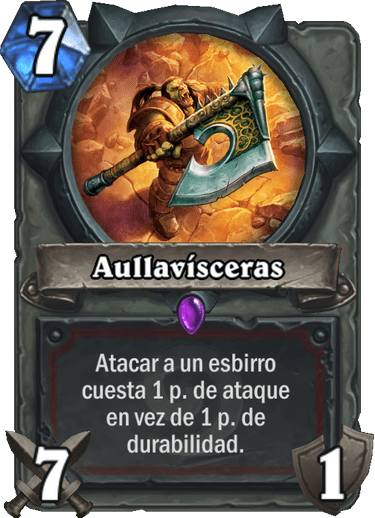 7
Aullavísceras
Atacar a un esbirro
cuesta 1 p. de ataque
en vez de 1 p. de
durabilidad.
7
1